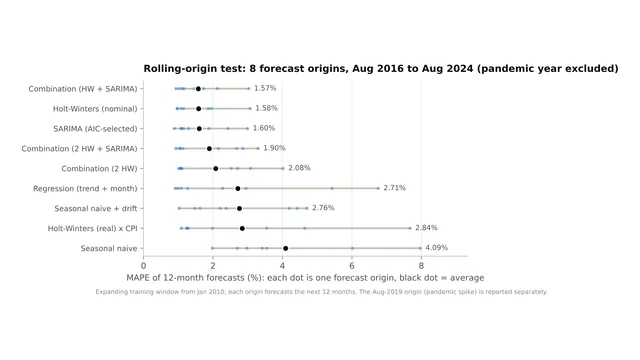 Rolling-origin test: 8 forecast origins, Aug 2016 to Aug 2024 (pandemic year excluded)
Combination (HW + SARIMA) 1.57%
Holt-Winters (nominal) 1.58%
SARIMA (AIC-selected) 1.60%
Combination (2 HW + SARIMA) 1.90%
Combination (2 HW) 2.08%
Regression (trend + month) 2.71%
Seasonal naive + drift 2.76%
Holt-Winters (real) x CPI 2.84%
Seasonal naive 4.09%
0 2 4 6 8
MAPE of 12-month forecasts (%): each dot is one forecast origin, black dot = average
Expanding training window from Jan 2010; each origin forecasts the next 12 months. The Aug-2019 origin (pandemic spike) is reported separately.